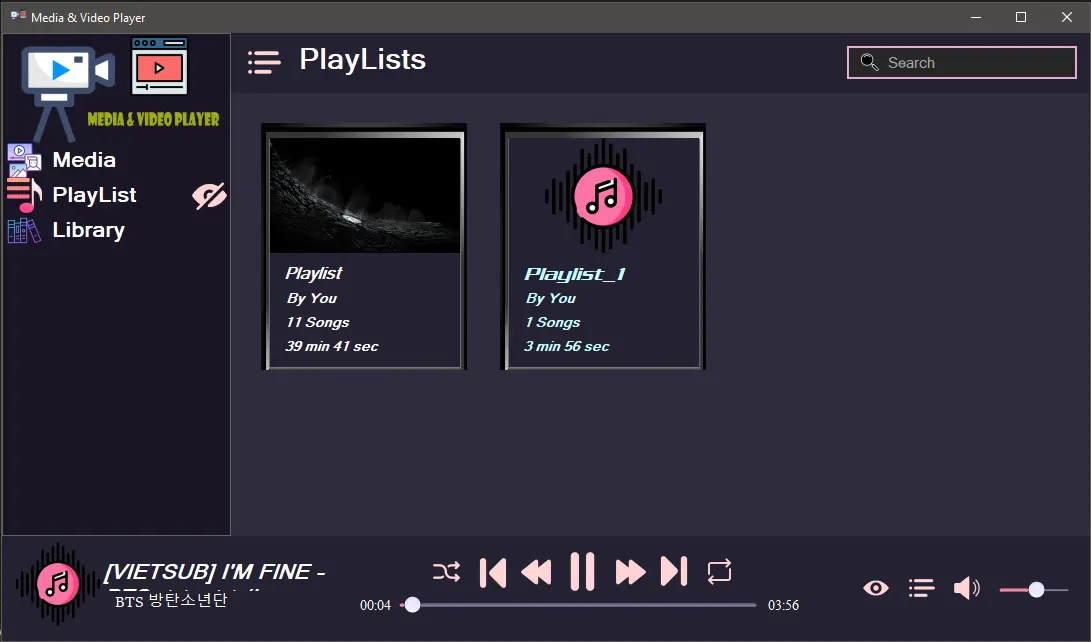 Media & Video Player
MEDIA & VIDEO PLAYER
Media
PlayList
Library
PlayLists
Search
Playlist
By You
11 Songs
39 min 41 sec
Playlist_1
By You
1 Songs
3 min 56 sec
[VIETSUB] I'M FINE -
BTS 방탄소년단
00:04
03:56